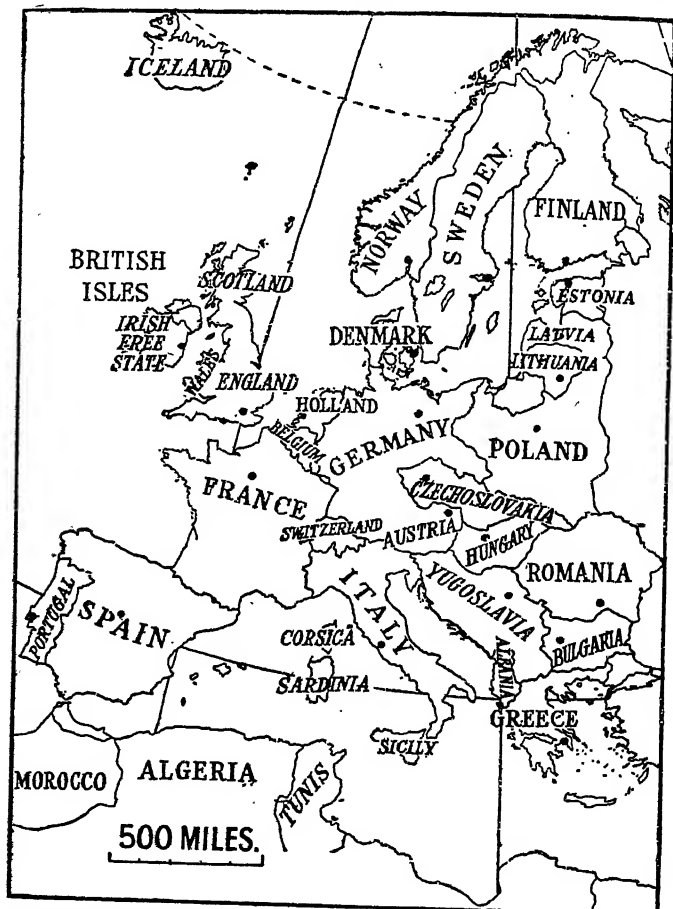 ICELAND
NORWAY
SWEDEN
FINLAND
BRITISH
ISLES
SCOTLAND
IRISH
FREE
STATE
WALES
ENGLAND
DENMARK
ESTONIA
LATVIA
LITHUANIA
HOLLAND
BELGIUM
GERMANY
POLAND
FRANCE
CZECHOSLOVAKIA
SWITZERLAND
AUSTRIA
HUNGARY
ROMANIA
ITALY
YUGOSLAVIA
PORTUGAL
SPAIN
CORSICA
SARDINIA
ALBANIA
BULGARIA
GREECE
SICILY
MOROCCO
ALGERIA
TUNIS
500 MILES.